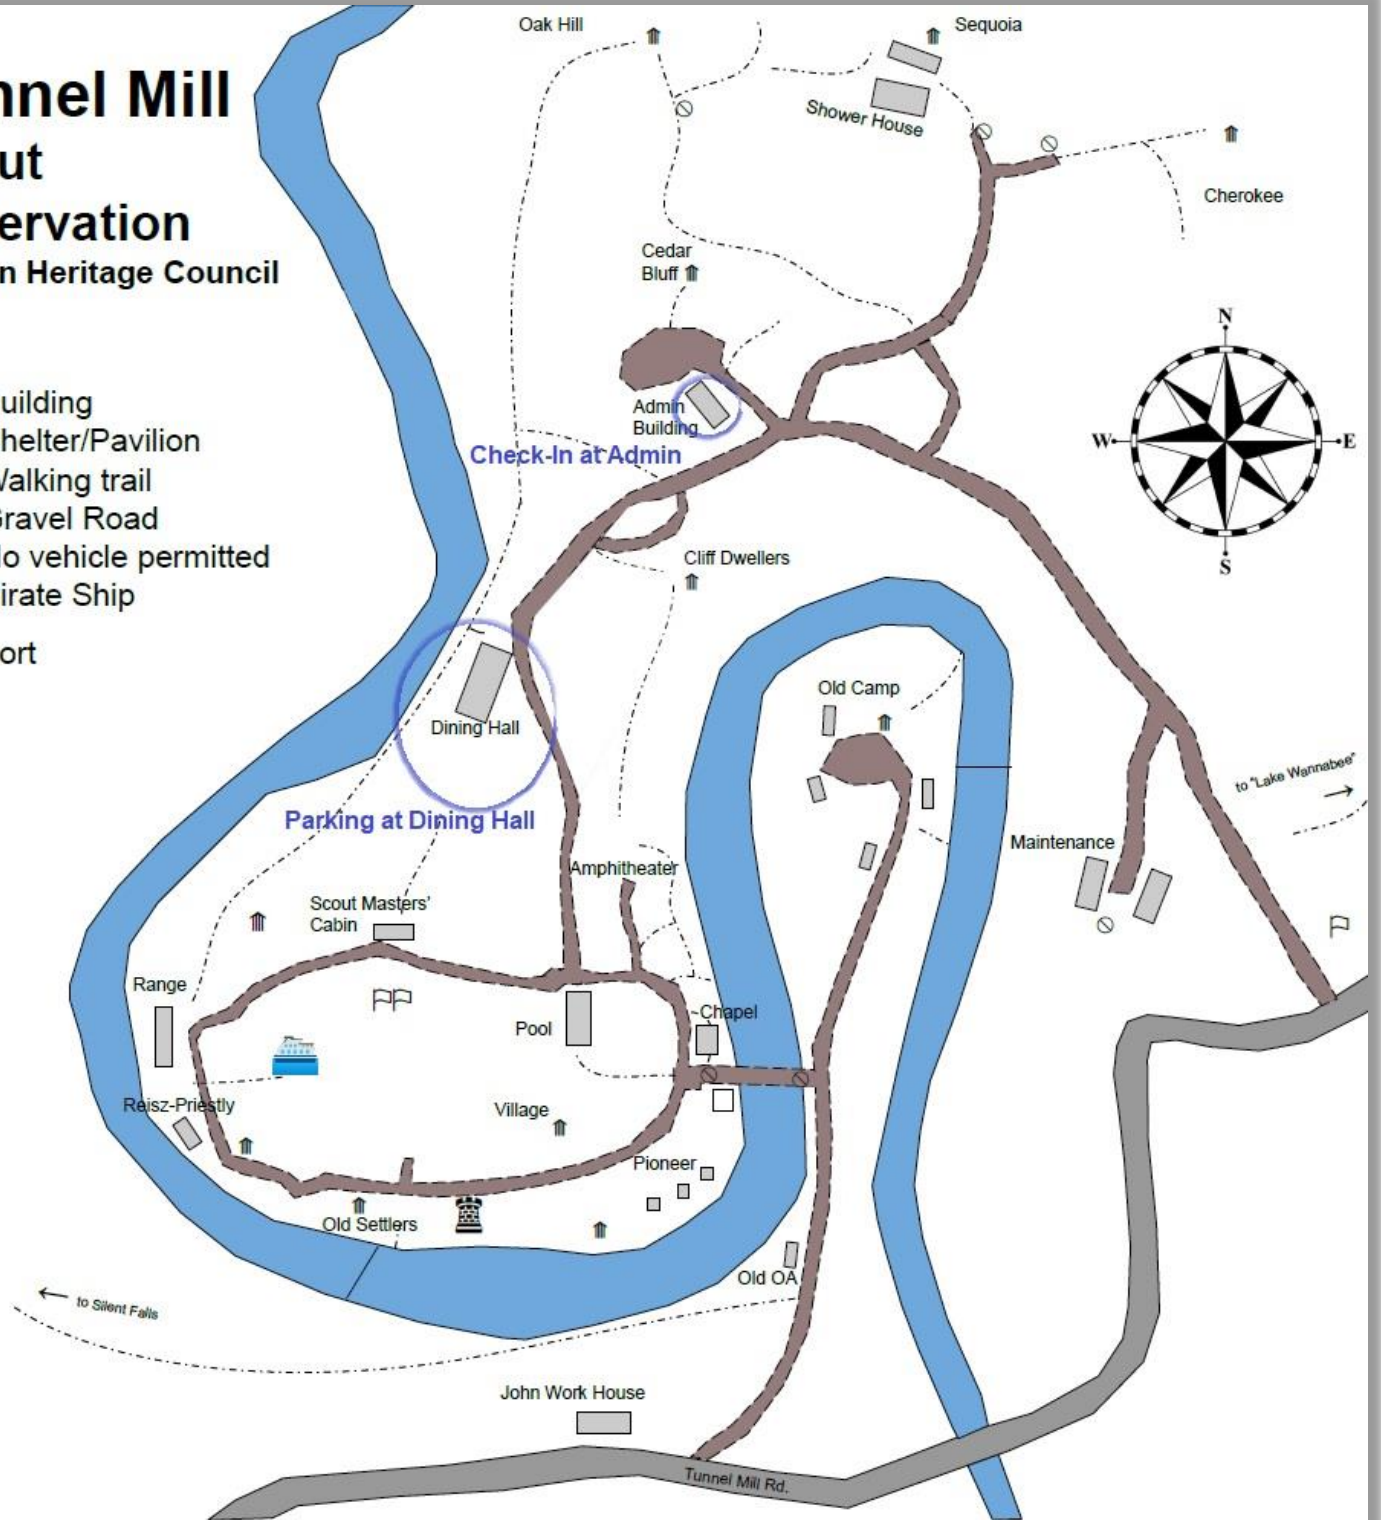 nnel Mill
ut
ervation
n Heritage Council
uilding
helter/Pavilion
Walking trail
Gravel Road
lo vehicle permitted
irate Ship
ort
Oak Hill
Sequoia
Shower House
Cherokee
Cedar
Bluff
N
W
E
S
Admin
Building
Check-In at Admin
Cliff Dwellers
Old Camp
Dining Hall
to "Lake Wannabee"
Parking at Dining Hall
Maintenance
Amphitheater
Scout Masters'
Cabin
Range
Chapel
Pool
Reisz-Priestly
Village
Pioneer
Old Settlers
Old OA
to Silent Falls
John Work House
Tunnel Mill Rd.